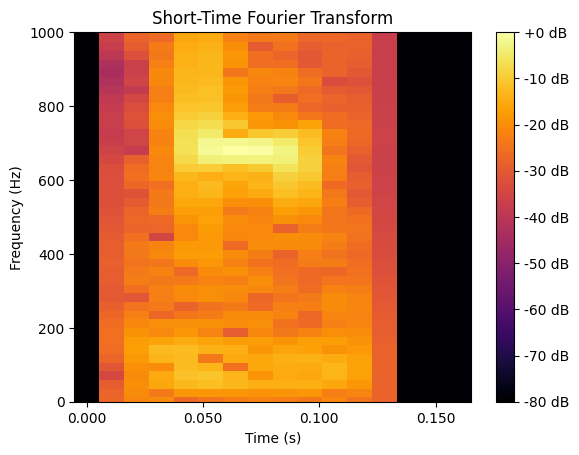 Short-Time Fourier Transform
1000
800
600
400
200
0
Frequency (Hz)
0.000
0.050
0.100
0.150
Time (s)
+0 dB
-10 dB
-20 dB
-30 dB
-40 dB
-50 dB
-60 dB
-70 dB
-80 dB